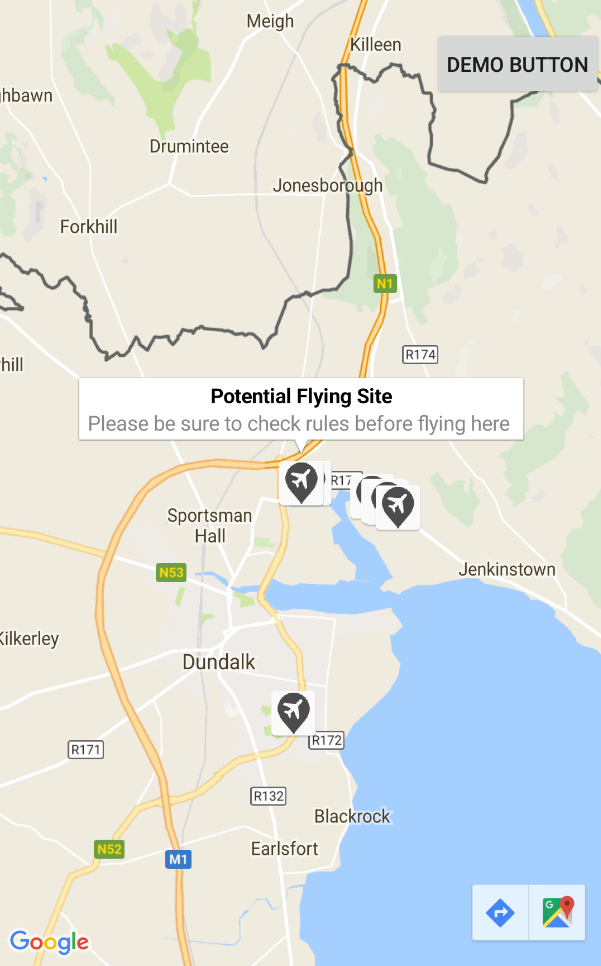 Meigh
Killeen
DEMO BUTTON
ghbawn
Drumintee
Jonesborough
Forkhill
N1
R174
hill
Potential Flying Site
Please be sure to check rules before flying here
R17
Sportsman
Hall
N53
Jenkinstown
Kilkerley
Dundalk
R172
R171
R132
Blackrock
N52
Earlsfort
M1
G
Google